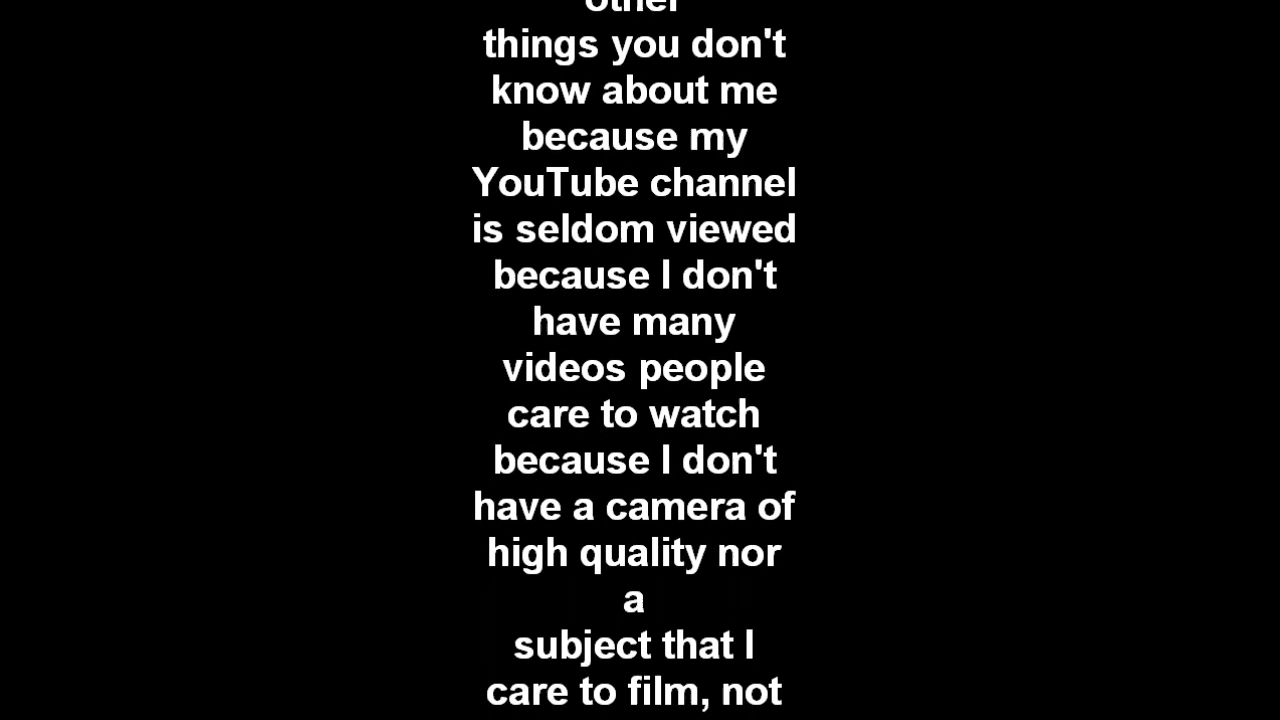 other
things you don't
know about me
because my
YouTube channel
is seldom viewed
because I don't
have many
videos people
care to watch
because I don't
have a camera of
high quality nor
a
subject that I
care to film, not